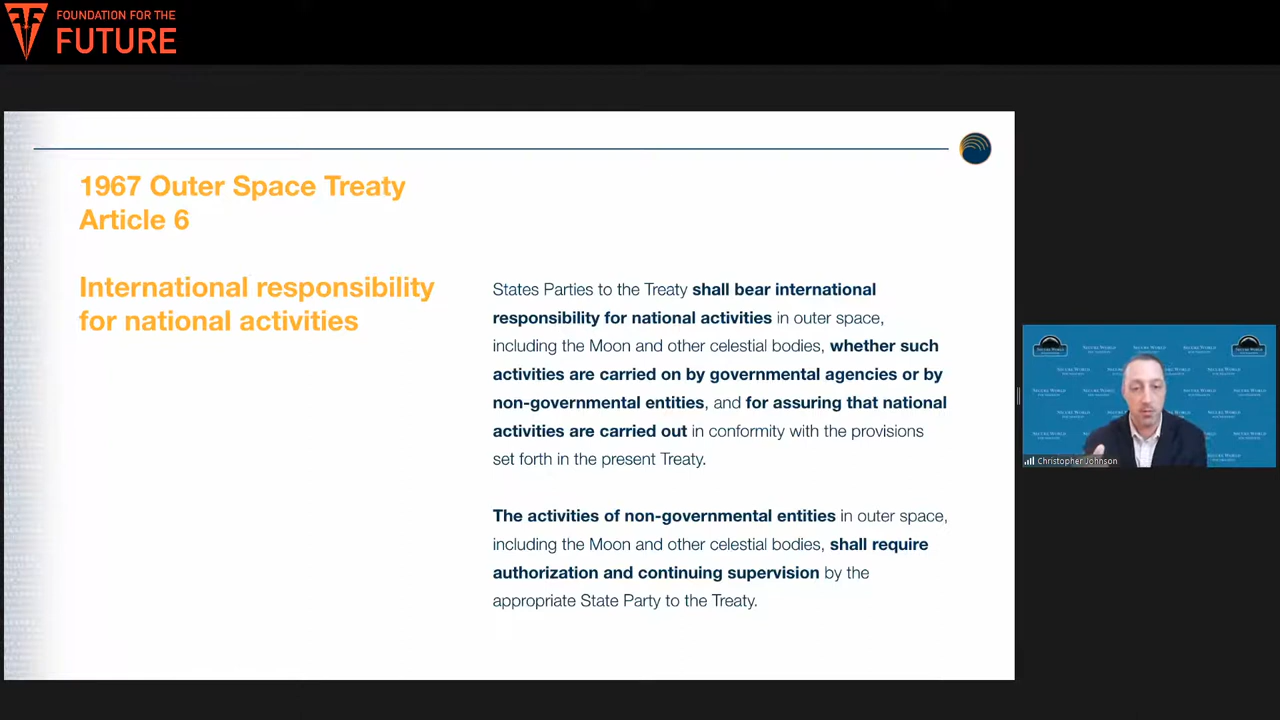 FOUNDATION FOR THE
FUTURE
1967 Outer Space Treaty
Article 6
International responsibility
for national activities
States Parties to the Treaty shall bear international
responsibility for national activities in outer space,
including the Moon and other celestial bodies, whether such
activities are carried on by governmental agencies or by
non-governmental entities, and for assuring that national
activities are carried out in conformity with the provisions
set forth in the present Treaty.
The activities of non-governmental entities in outer space,
including the Moon and other celestial bodies, shall require
authorization and continuing supervision by the
appropriate State Party to the Treaty.
SECURE WORLD
Christopher Johnson